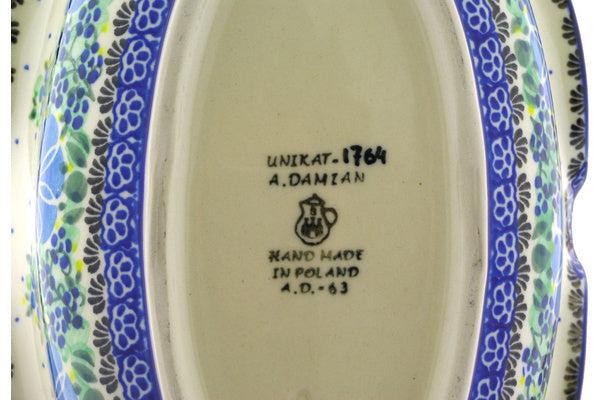 UNIKAT-1764
A.DAMIAN
S
HAND MADE
IN POLAND
A.D.-63